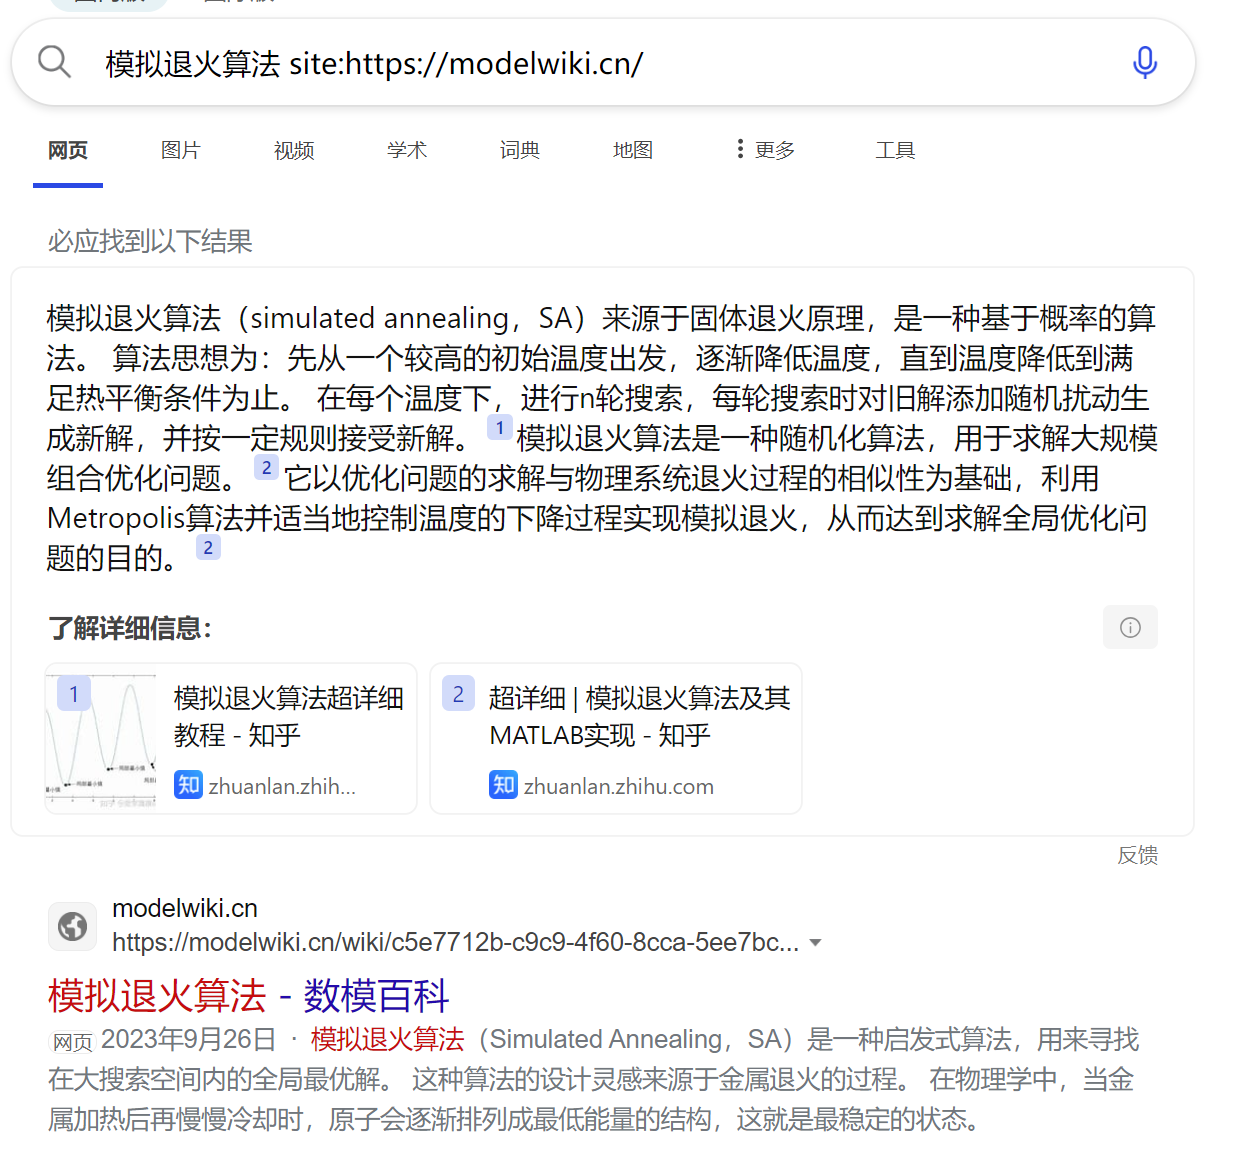 模拟退火算法 site:https://modelwiki.cn/
网页 图片 视频 学术 词典 地图 更多 工具
必应找到以下结果
模拟退火算法（simulated annealing，SA）来源于固体退火原理，是一种基于概率的算
法。 算法思想为：先从一个较高的初始温度出发，逐渐降低温度，直到温度降低到满
足热平衡条件为止。 在每个温度下，进行n轮搜索，每轮搜索时对旧解添加随机扰动生
成新解，并按一定规则接受新解。 1 模拟退火算法是一种随机化算法，用于求解大规模
组合优化问题。 2 它以优化问题的求解与物理系统退火过程的相似性为基础，利用
Metropolis算法并适当地控制温度的下降过程实现模拟退火，从而达到求解全局优化问
题的目的。 2
了解详细信息：
1
模拟退火算法超详细
教程 - 知乎
知 zhuanlan.zhih...
2
超详细 | 模拟退火算法及其
MATLAB实现 - 知乎
知 zhuanlan.zhihu.com
反馈
modelwiki.cn
https://modelwiki.cn/wiki/c5e7712b-c9c9-4f60-8cca-5ee7bc...
模拟退火算法 - 数模百科
网页 2023年9月26日 · 模拟退火算法（Simulated Annealing，SA）是一种启发式算法，用来寻找
在大搜索空间内的全局最优解。 这种算法的设计灵感来源于金属退火的过程。 在物理学中，当金
属加热后再慢慢冷却时，原子会逐渐排列成最低能量的结构，这就是最稳定的状态。